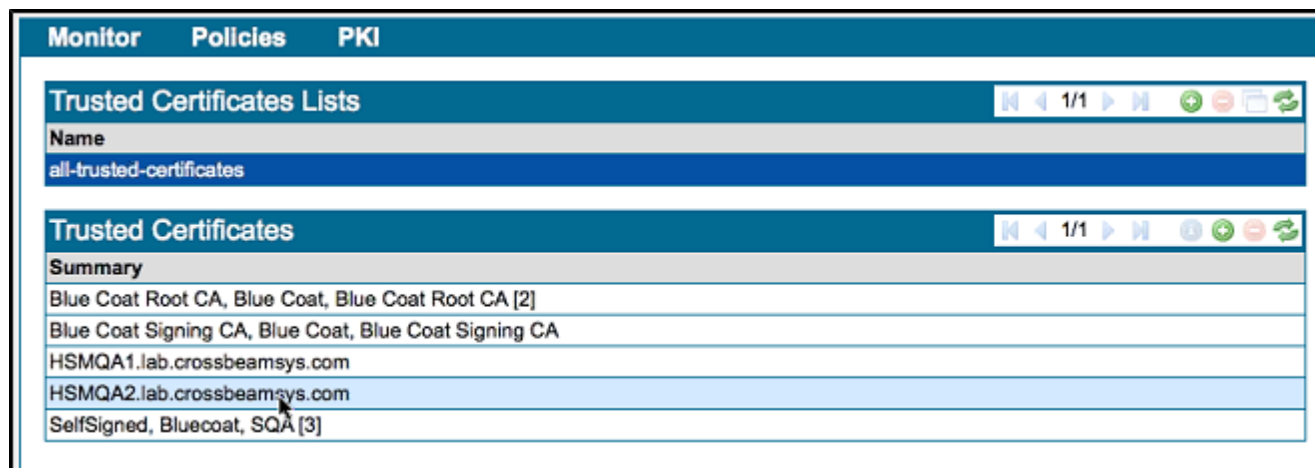 Monitor Policies PKI
Trusted Certificates Lists 1/1
Name
all-trusted-certificates
Trusted Certificates 1/1
Summary
Blue Coat Root CA, Blue Coat, Blue Coat Root CA [2]
Blue Coat Signing CA, Blue Coat, Blue Coat Signing CA
HSMQA1.lab.crossbeamsys.com
HSMQA2.lab.crossbeamsys.com
SelfSigned, Bluecoat, SQA [3]